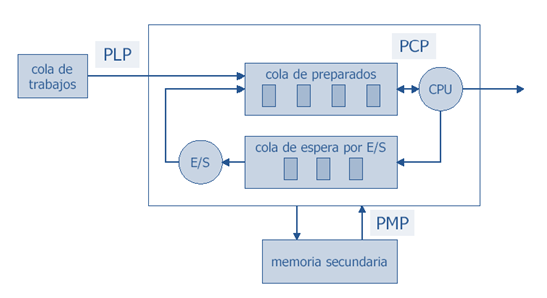 PLP
PCP
cola de
trabajos
cola de preparados
CPU
E/S
cola de espera por E/S
PMP
memoria secundaria